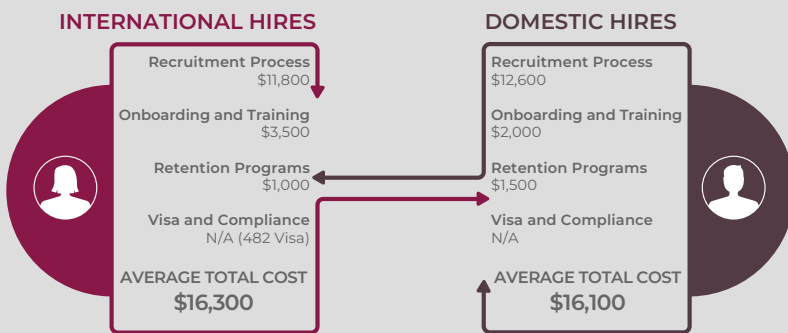 INTERNATIONAL HIRES
Recruitment Process
$11,800
Onboarding and Training
$3,500
Retention Programs
$1,000
Visa and Compliance
N/A (482 Visa)
AVERAGE TOTAL COST
$16,300
DOMESTIC HIRES
Recruitment Process
$12,600
Onboarding and Training
$2,000
Retention Programs
$1,500
Visa and Compliance
N/A
AVERAGE TOTAL COST
$16,100